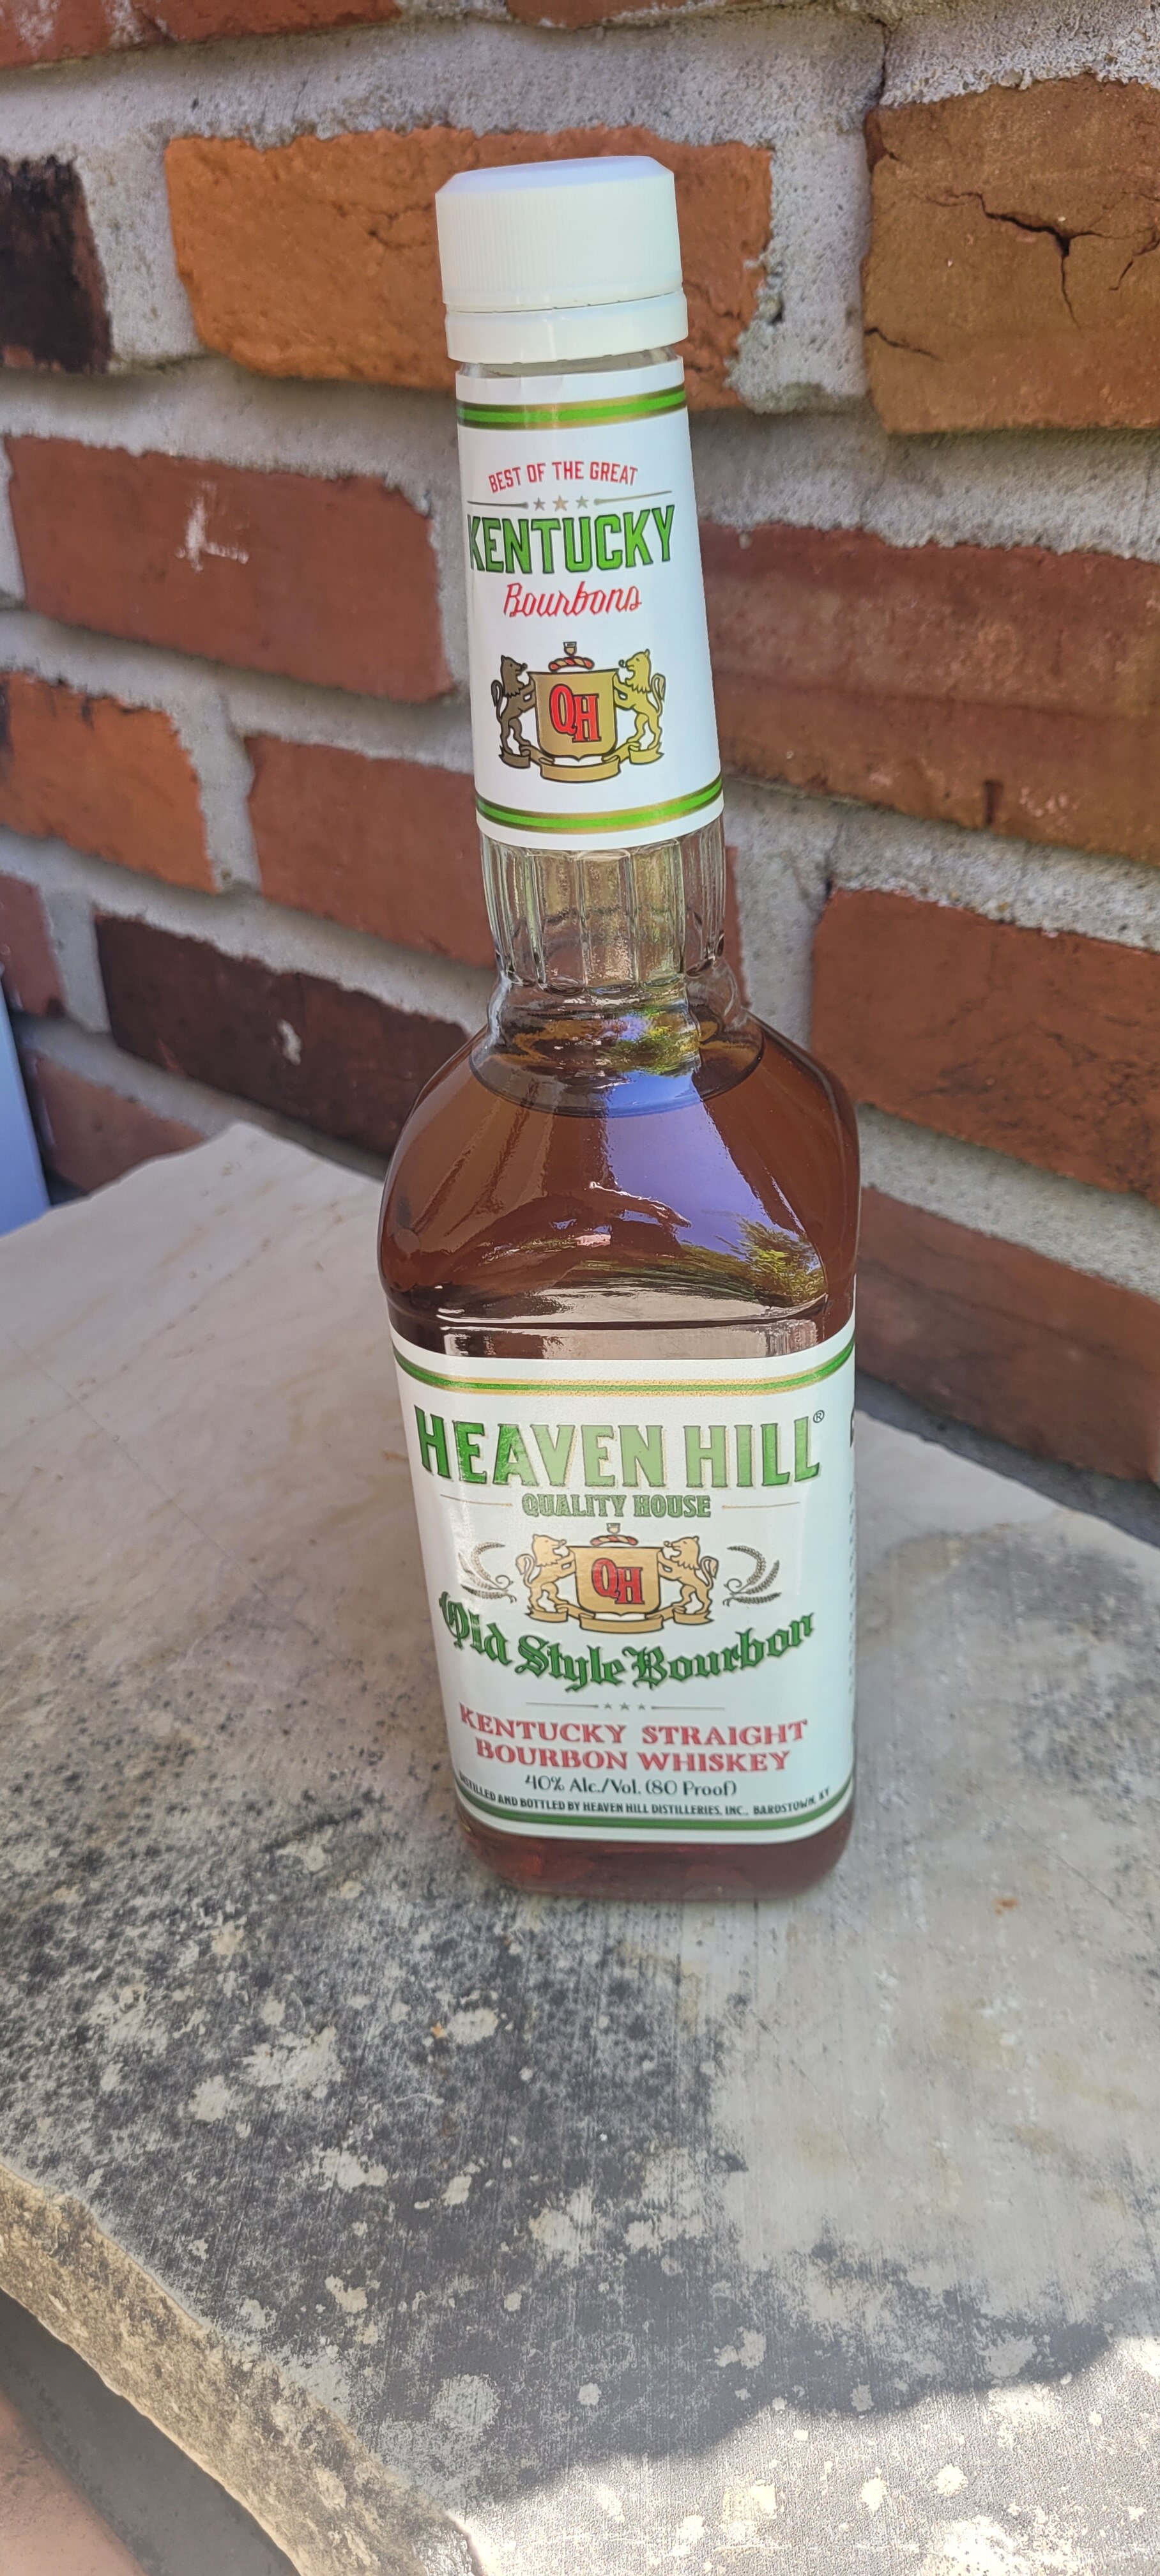 BEST OF THE GREAT
KENTUCKY
Bourbons
QH
HEAVEN HILL®
QUALITY HOUSE
QH
Old Style Bourbon
KENTUCKY STRAIGHT
BOURBON WHISKEY
40% Alc./Vol. (80 Proof)
DISTILLED AND BOTTLED BY HEAVEN HILL DISTILLERIES, INC., BARDSTOWN, KY